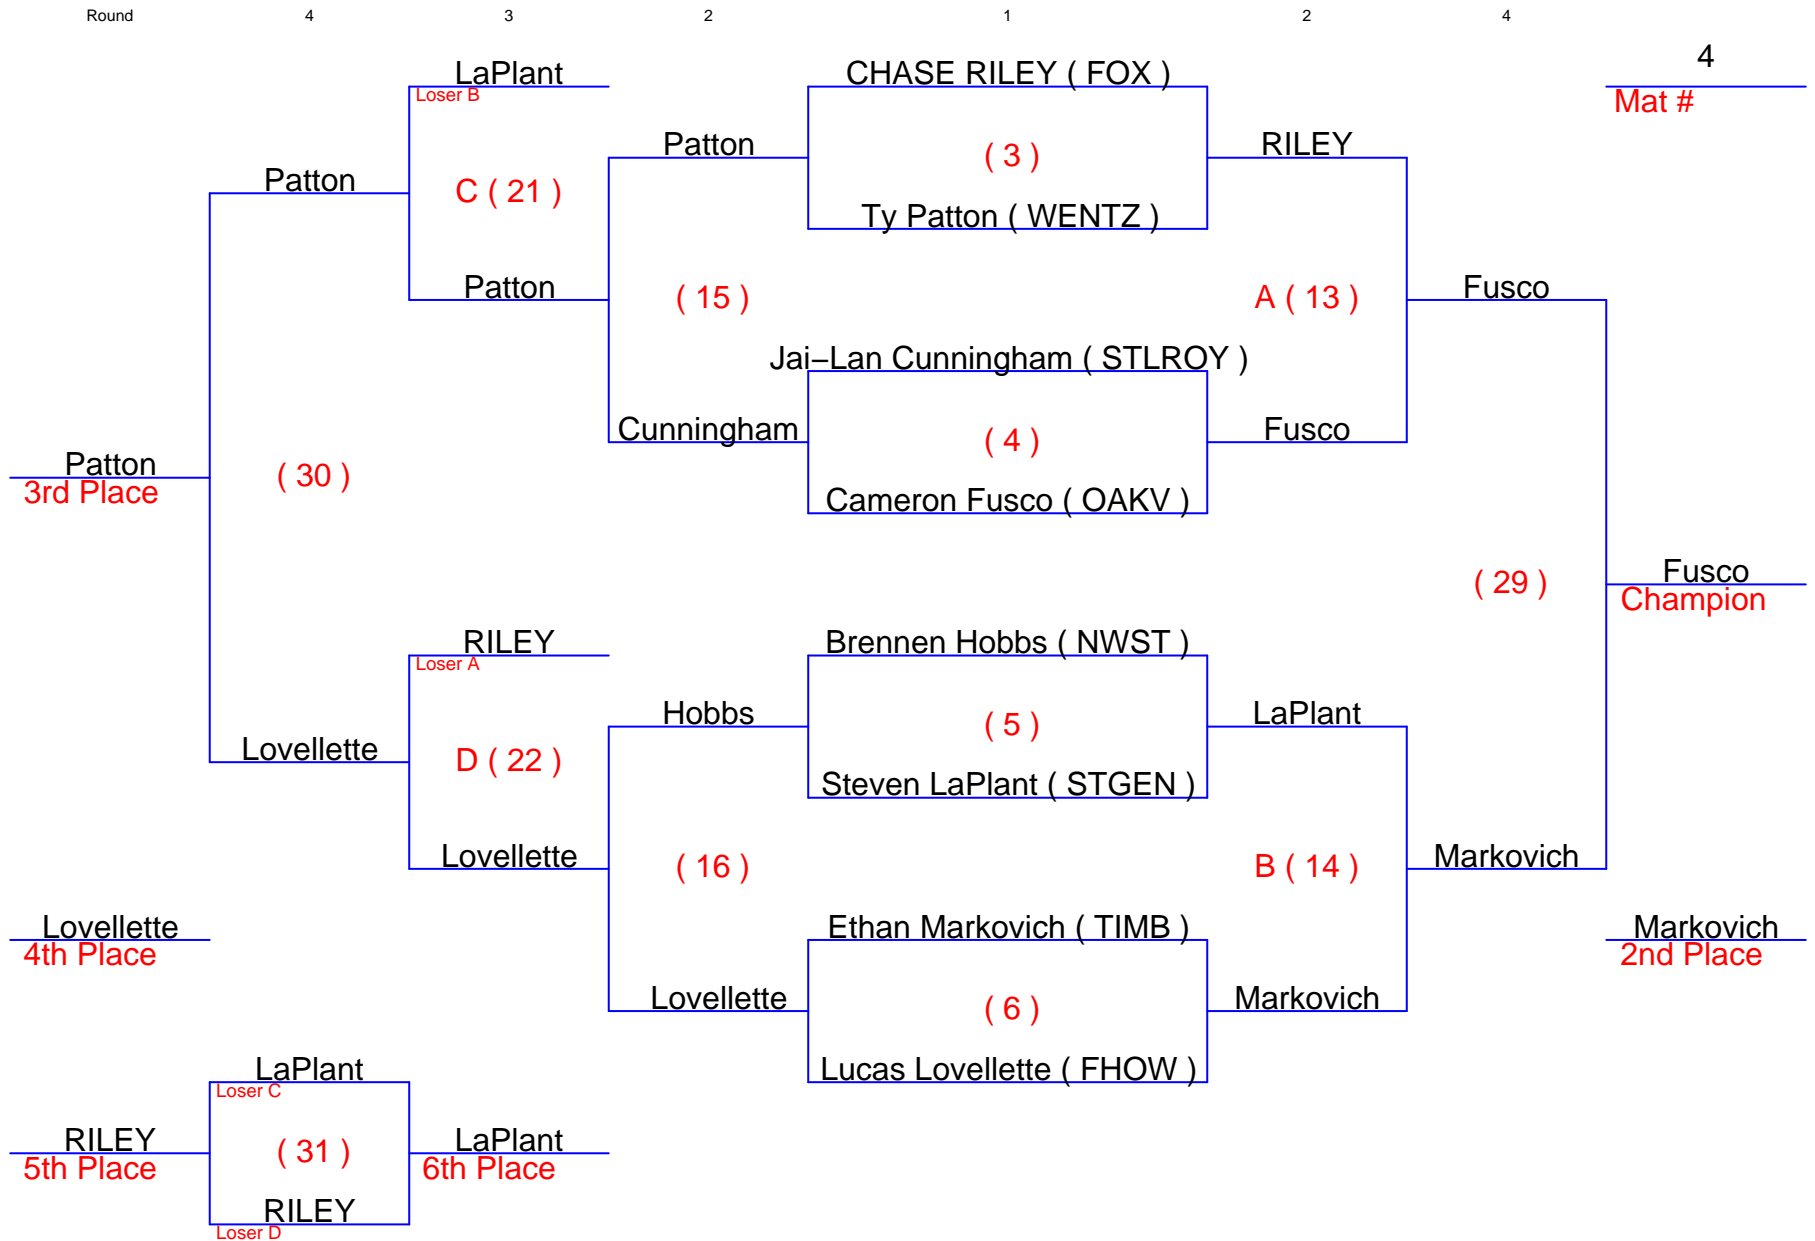 Round 4 3 2 1 2 4
4
LaPlant CHASE RILEY ( FOX )
Loser B Mat #
Patton ( 3 ) RILEY
Patton C ( 21 )
Ty Patton ( WENTZ )
Patton ( 15 ) A ( 13 ) Fusco
Jai−Lan Cunningham ( STLROY )
Cunningham ( 4 ) Fusco
Patton ( 30 )
3rd Place Cameron Fusco ( OAKV )
( 29 ) Fusco
Champion
RILEY Brennen Hobbs ( NWST )
Loser A
Hobbs ( 5 ) LaPlant
Lovellette D ( 22 )
Steven LaPlant ( STGEN )
Lovellette ( 16 ) B ( 14 ) Markovich
Lovellette Ethan Markovich ( TIMB ) Markovich
4th Place 2nd Place
Lovellette ( 6 ) Markovich
LaPlant Lucas Lovellette ( FHOW )
Loser C
RILEY ( 31 ) LaPlant
5th Place 6th Place
RILEY
Loser D